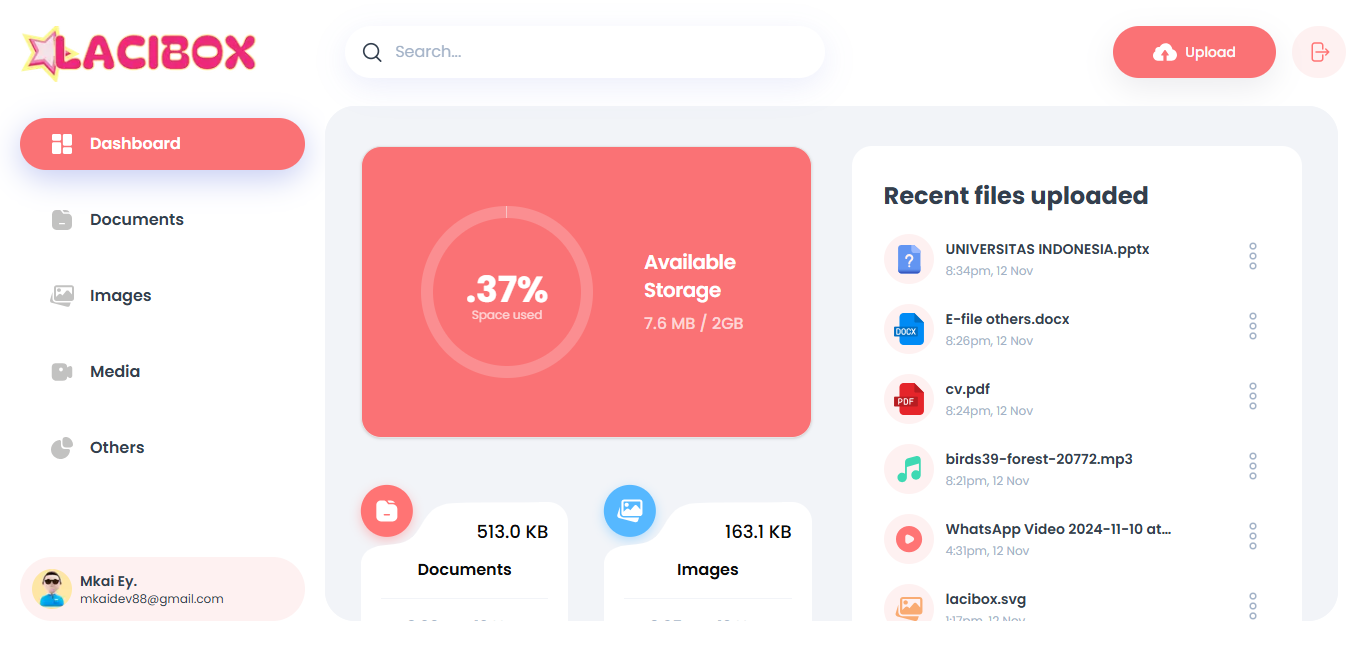 LACIBOX
Search...
Upload
Dashboard
Documents
Images
Media
Others
Mkai Ey.
mkaidev88@gmail.com
.37%
Space used
Available
Storage
7.6 MB / 2GB
513.0 KB
Documents
163.1 KB
Images
Recent files uploaded
UNIVERSITAS INDONESIA.pptx
8:34pm, 12 Nov
DOCX
E-file others.docx
8:26pm, 12 Nov
PDF
cv.pdf
8:24pm, 12 Nov
birds39-forest-20772.mp3
8:21pm, 12 Nov
WhatsApp Video 2024-11-10 at...
4:31pm, 12 Nov
lacibox.svg
1:17pm, 12 Nov